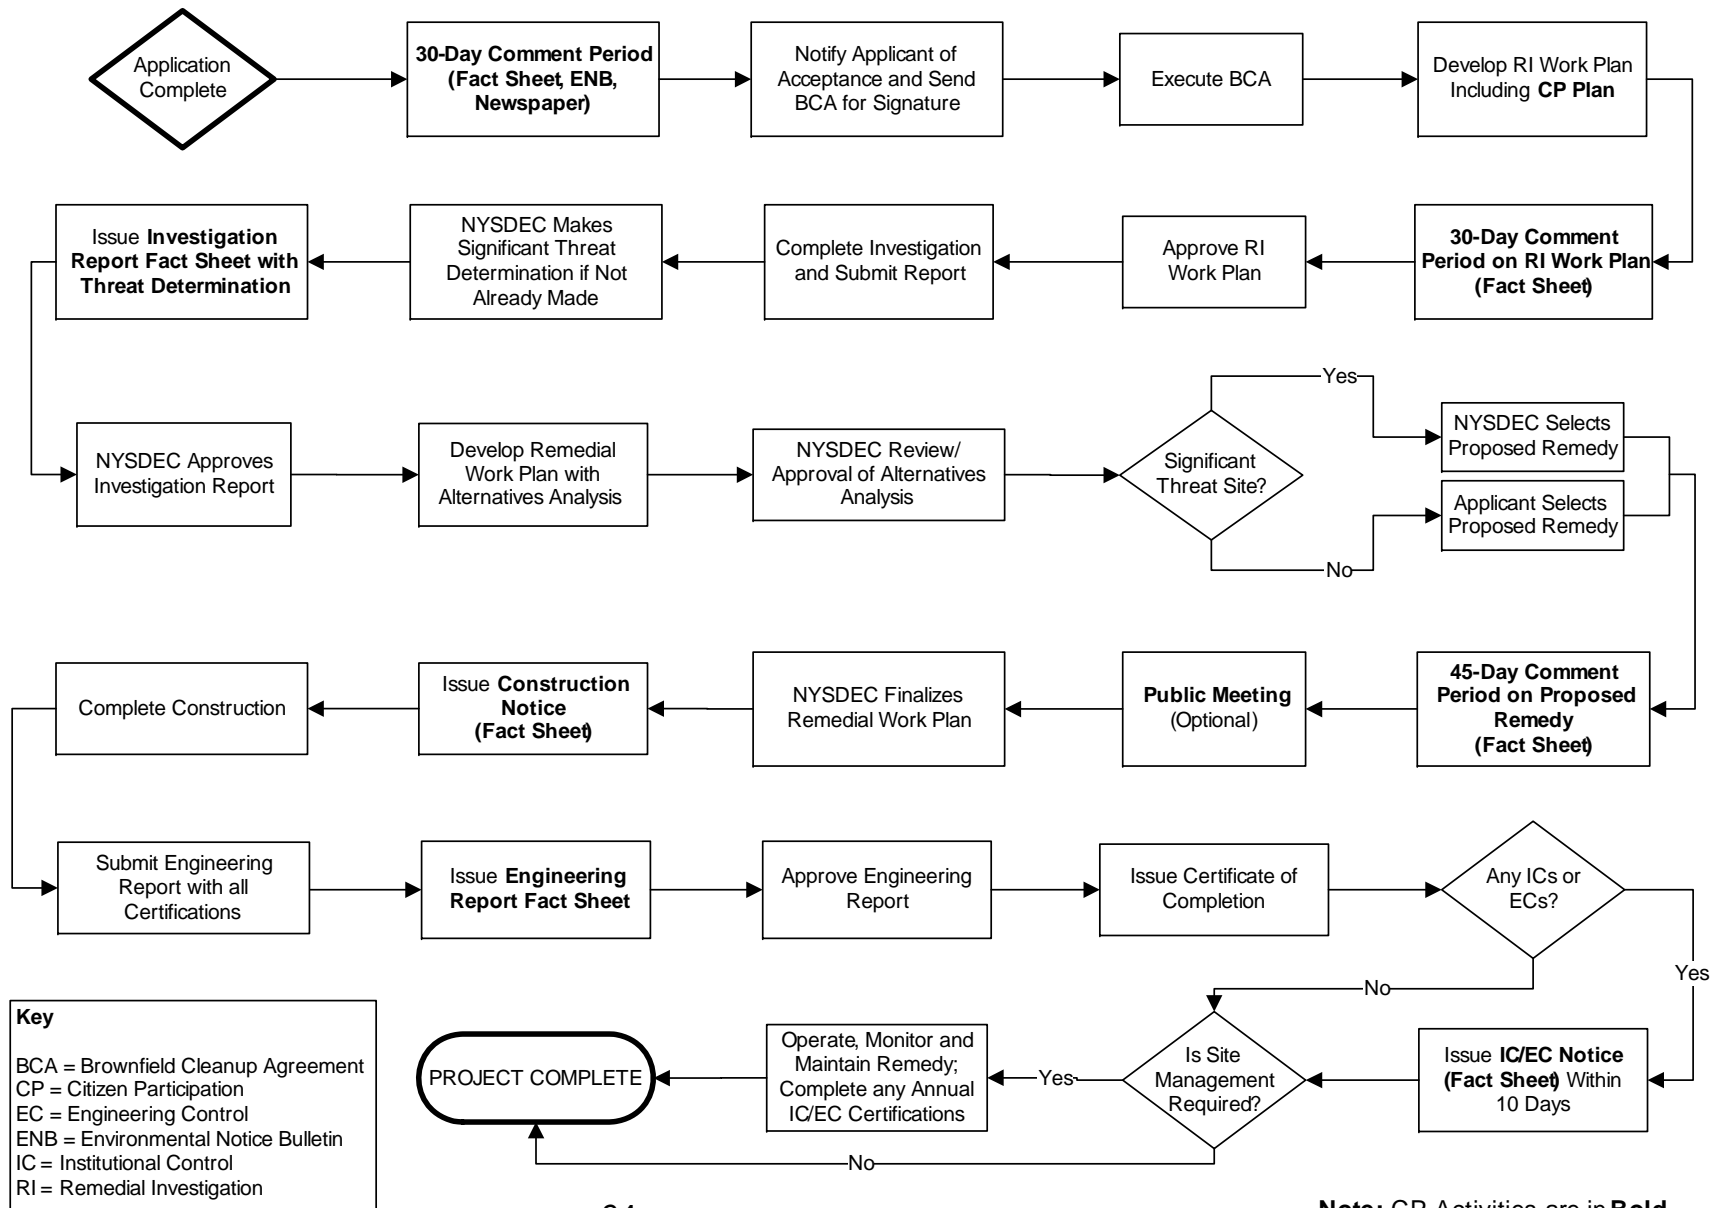 Application
Complete
30-Day Comment Period
(Fact Sheet, ENB,
Newspaper)
Notify Applicant of
Acceptance and Send
BCA for Signature
Execute BCA
Develop RI Work Plan
Including CP Plan
Issue Investigation
Report Fact Sheet with
Threat Determination
NYSDEC Makes
Significant Threat
Determination if Not
Already Made
Complete Investigation
and Submit Report
Approve RI
Work Plan
30-Day Comment
Period on RI Work Plan
(Fact Sheet)
NYSDEC Approves
Investigation Report
Develop Remedial
Work Plan with
Alternatives Analysis
NYSDEC Review/
Approval of Alternatives
Analysis
Significant
Threat Site?
Yes
No
NYSDEC Selects
Proposed Remedy
Applicant Selects
Proposed Remedy
Complete Construction
Issue Construction
Notice
(Fact Sheet)
NYSDEC Finalizes
Remedial Work Plan
Public Meeting
(Optional)
45-Day Comment
Period on Proposed
Remedy
(Fact Sheet)
Submit Engineering
Report with all
Certifications
Issue Engineering
Report Fact Sheet
Approve Engineering
Report
Issue Certificate of
Completion
Any ICs or
ECs?
Yes
No
Key
BCA = Brownfield Cleanup Agreement
CP = Citizen Participation
EC = Engineering Control
ENB = Environmental Notice Bulletin
IC = Institutional Control
RI = Remedial Investigation
PROJECT COMPLETE
Operate, Monitor and
Maintain Remedy;
Complete any Annual
IC/EC Certifications
Yes
Is Site
Management
Required?
Issue IC/EC Notice
(Fact Sheet) Within
10 Days
No
Note: CP Activities are in Bold